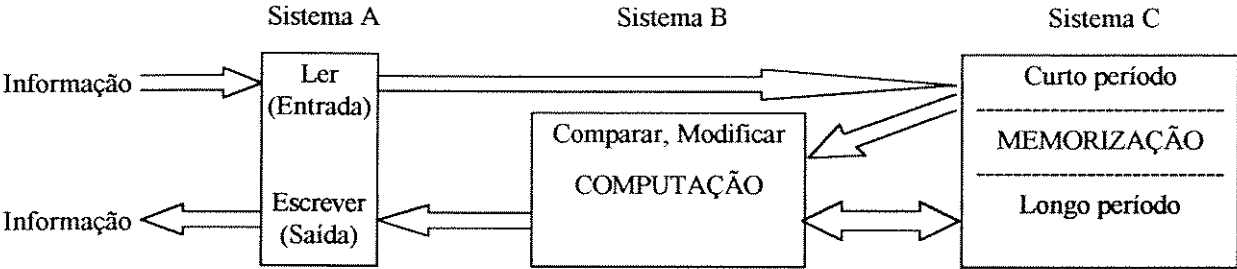 Sistema A
Sistema B
Sistema C
Informação
Ler
(Entrada)
Curto período
Comparar, Modificar
MEMORIZAÇÃO
COMPUTAÇÃO
Informação
Escrever
(Saída)
Longo período